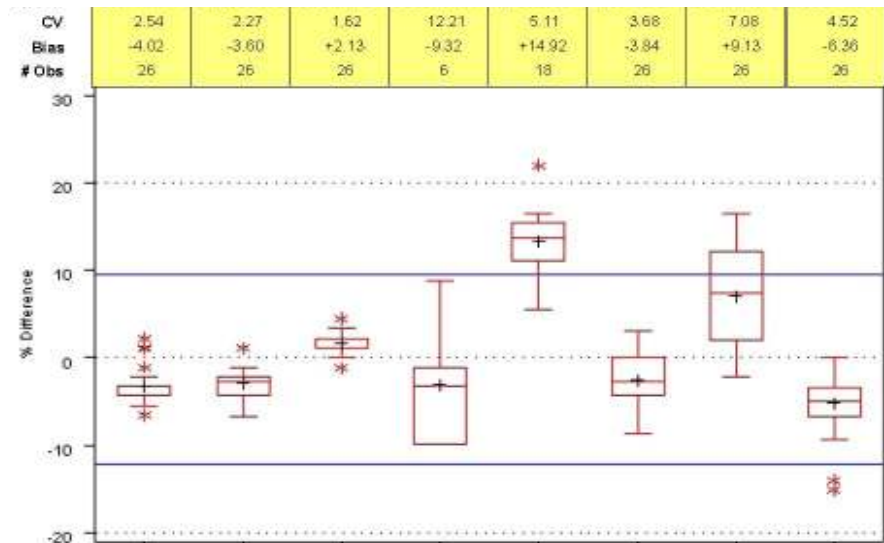 CV 2.54 2.27 1.62 12.21 5.11 3.68 7.08 4.52
Bias -4.02 -3.60 +2.13 -9.32 +14.92 -3.84 +9.13 -6.36
# Obs 26 26 26 6 18 26 26 26
30
20
10
0
-10
-20
% Difference